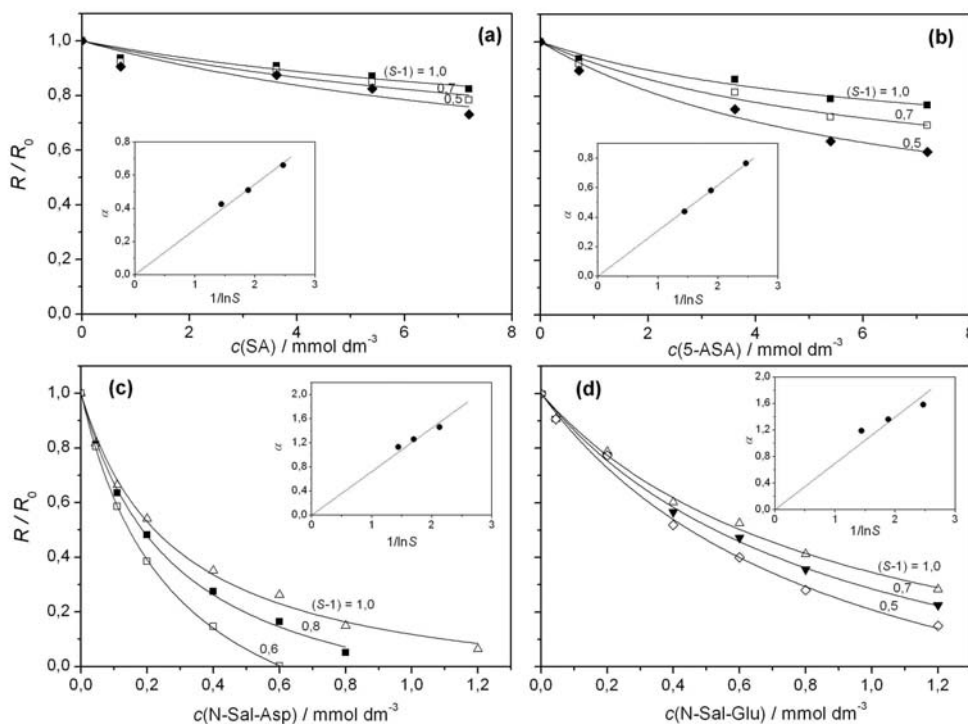 (a)
R / R0
1,0
0,8
0,6
0,4
0,2
0,0
(S-1) = 1,0
0,7
0,5
α
0,8
0,6
0,4
0,2
0,0
0 1 2 3
1/lnS
0 2 4 6 8
c(SA) / mmol dm-3
(b)
(S-1) = 1,0
0,7
0,5
α
0,8
0,6
0,4
0,2
0,0
0 1 2 3
1/lnS
0 2 4 6 8
c(5-ASA) / mmol dm-3
(c)
R / R0
1,0
0,8
0,6
0,4
0,2
0,0
α
2,0
1,6
1,2
0,8
0,4
0,0
0 1 2 3
1/lnS
(S-1) = 1,0
0,8
0,6
0,0 0,2 0,4 0,6 0,8 1,0 1,2
c(N-Sal-Asp) / mmol dm-3
(d)
α
2,0
1,6
1,2
0,8
0,4
0,0
0 1 2 3
1/lnS
(S-1) = 1,0
0,7
0,5
0,0 0,2 0,4 0,6 0,8 1,0 1,2
c(N-Sal-Glu) / mmol dm-3